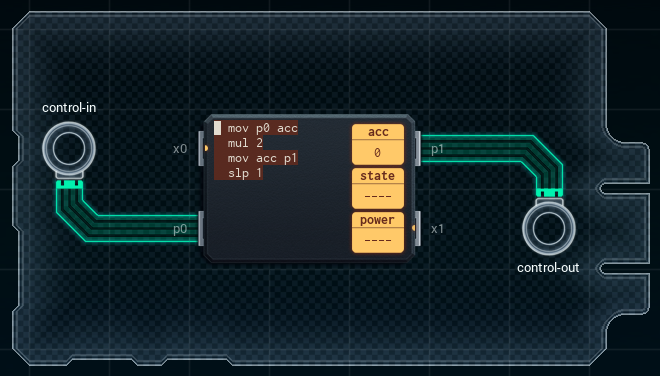 control-in
x0
p0
mov p0 acc
mul 2
mov acc p1
slp 1
acc
0
state
----
power
----
p1
x1
control-out